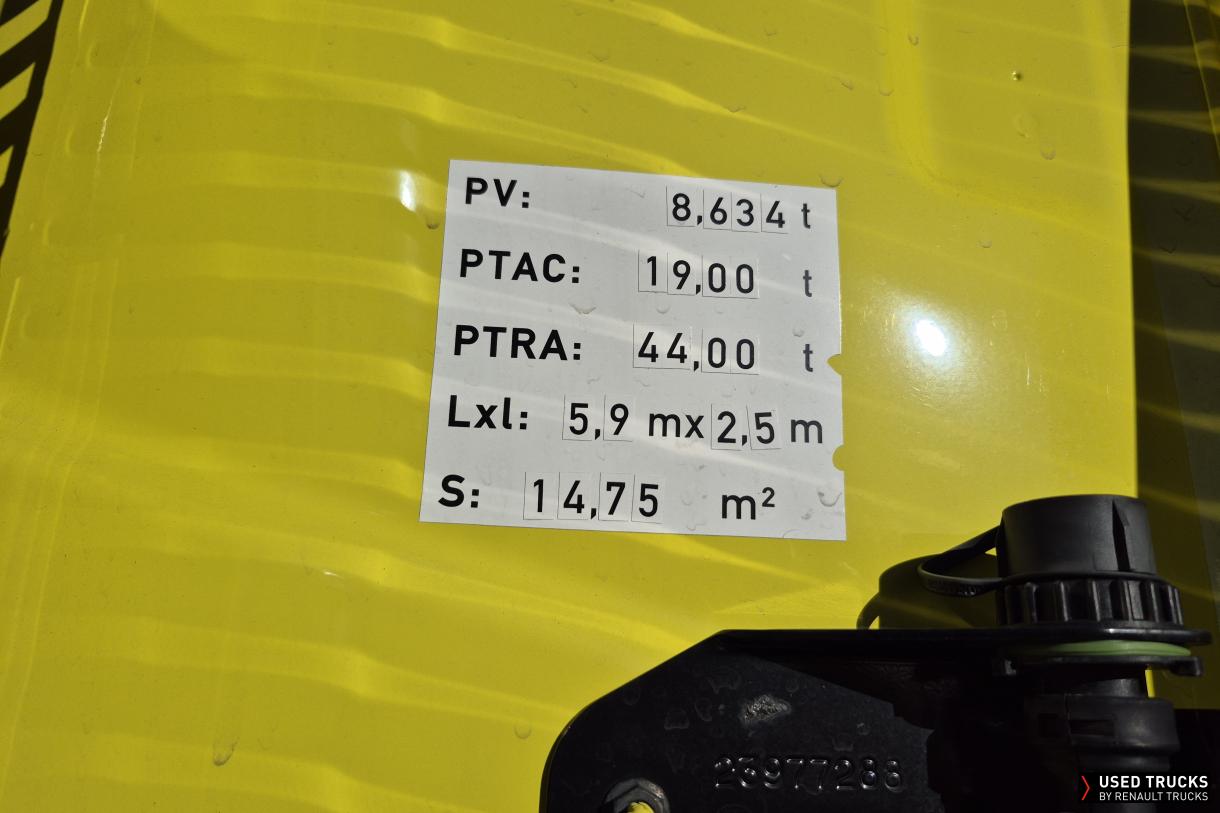 PV: 8,634 t
PTAC: 19,00 t
PTRA: 44,00 t
Lxl: 5,9 mx 2,5 m
S: 14,75 m²
23977288
USED TRUCKS
BY RENAULT TRUCKS